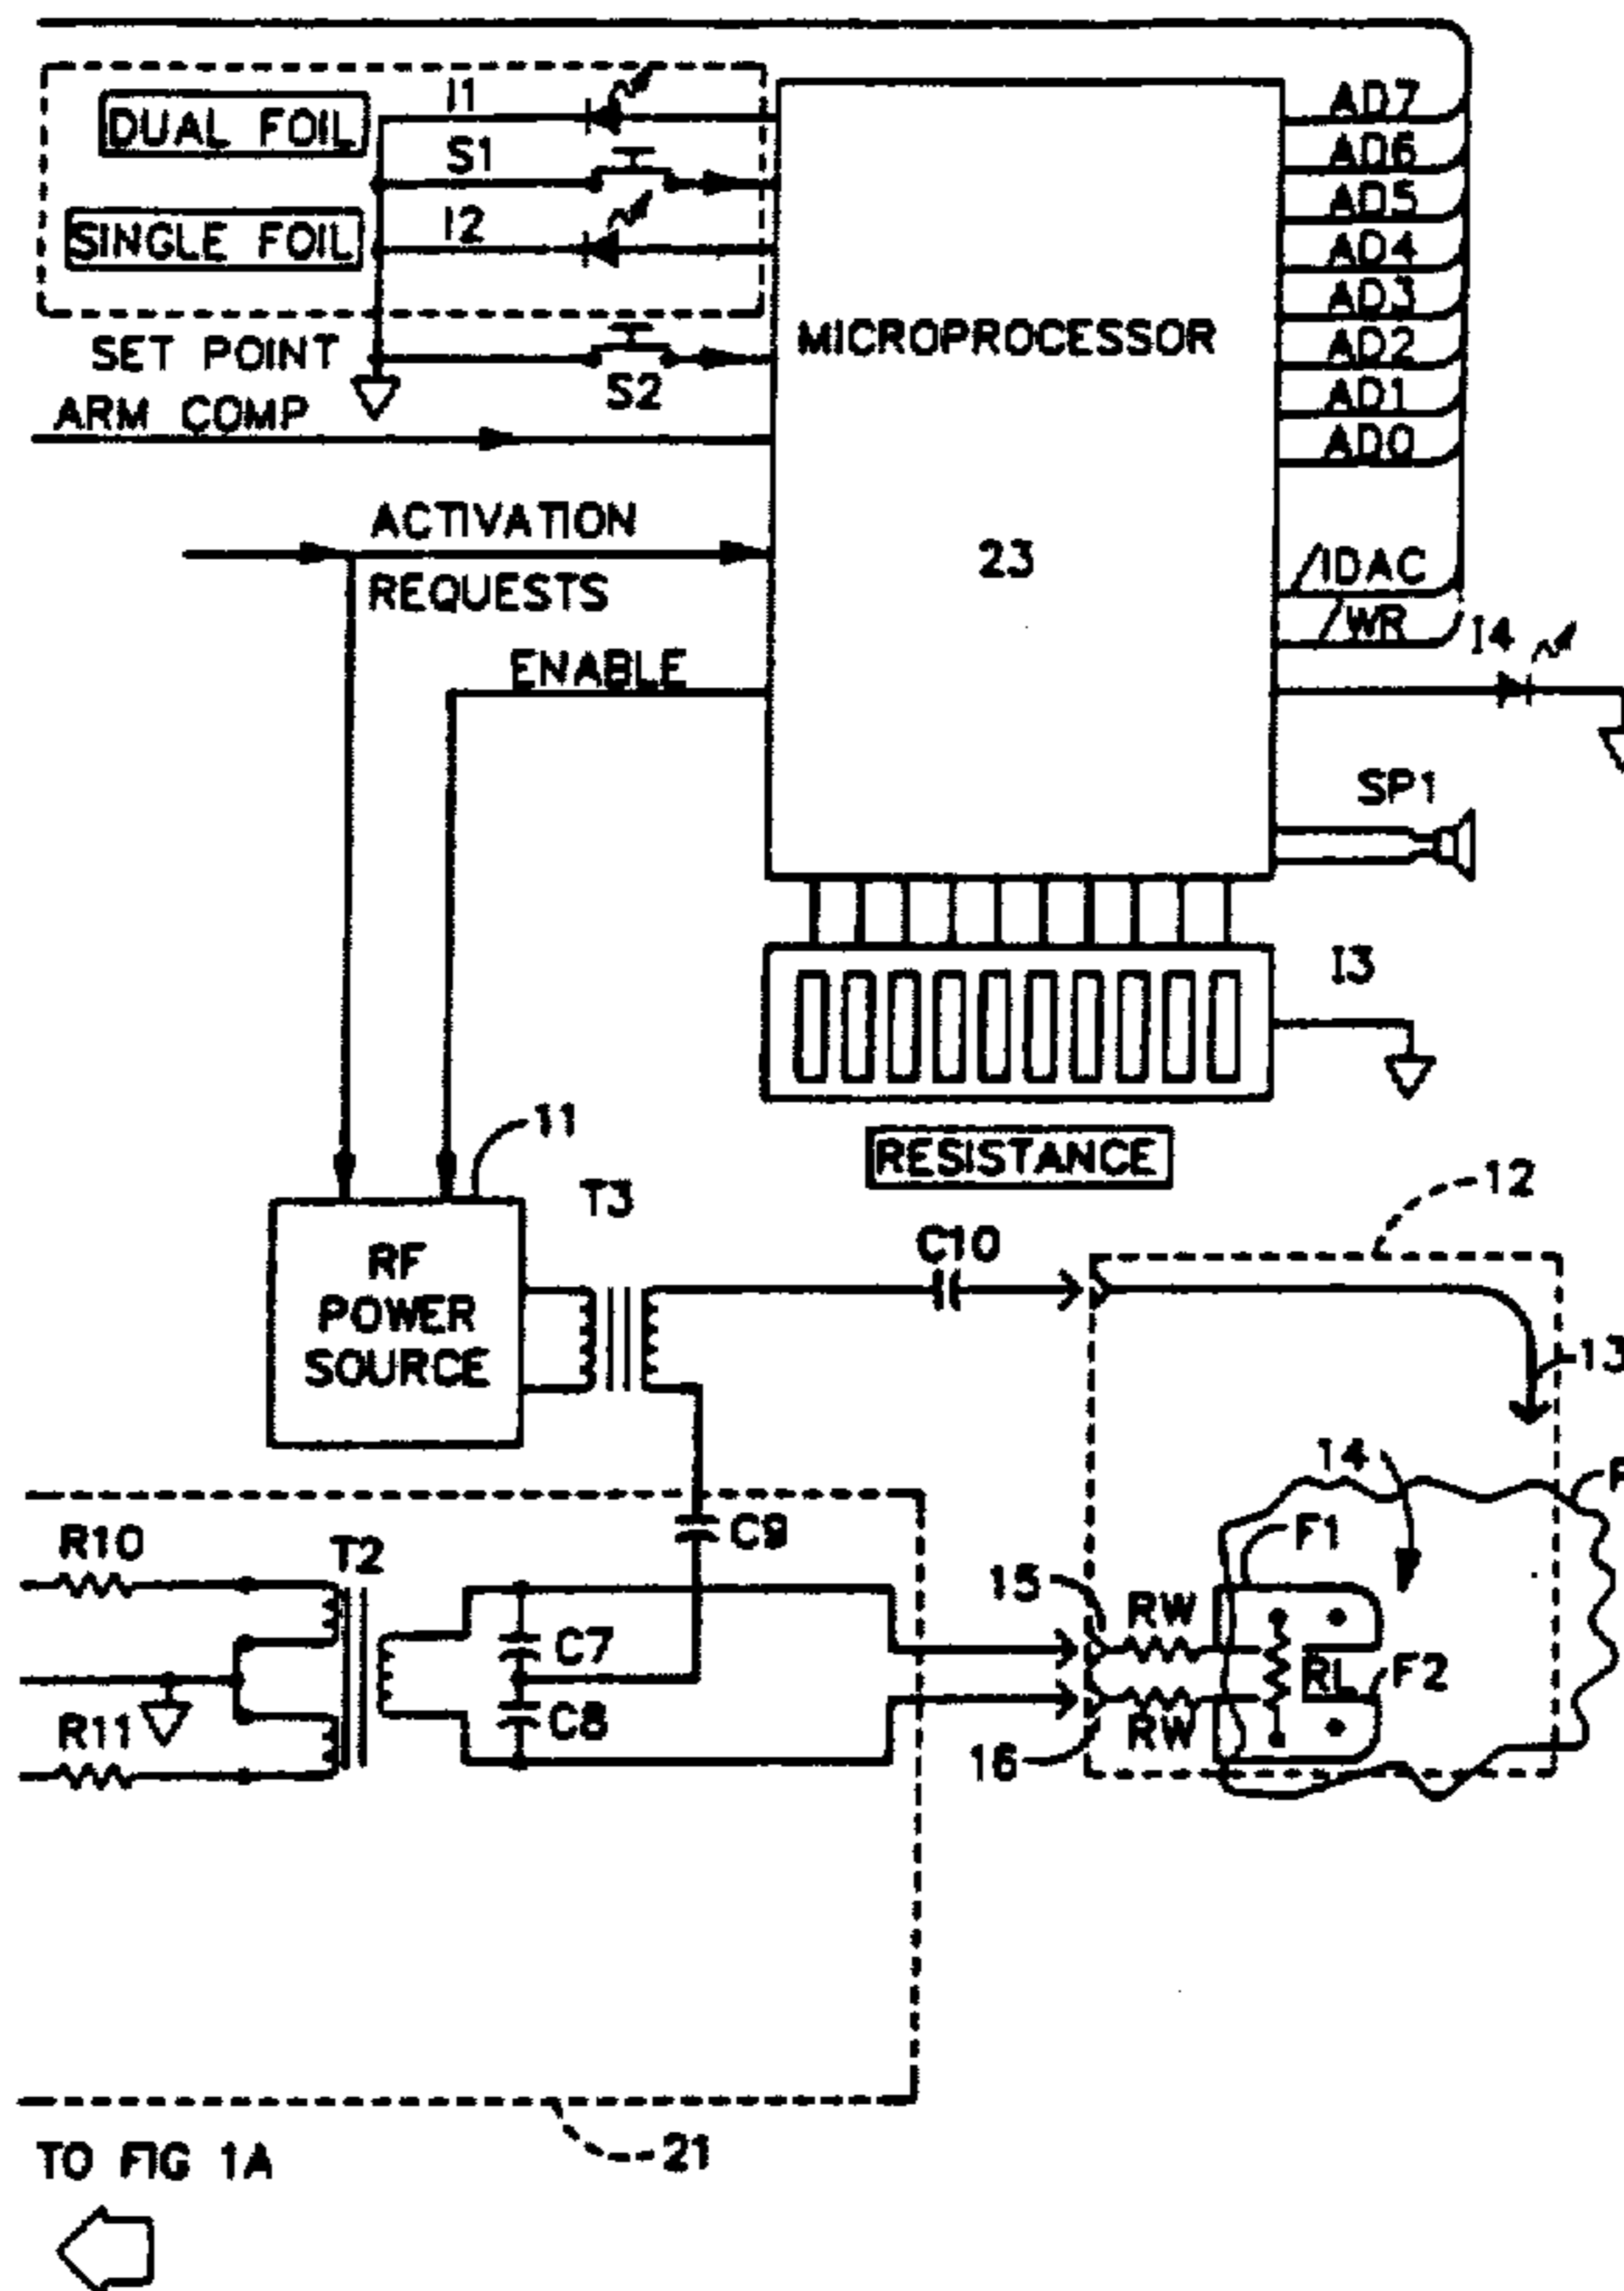 I1
DUAL FOIL
S1
I2
SINGLE FOIL
SET POINT
S2
ARM COMP
ACTIVATION
REQUESTS
ENABLE
MICROPROCESSOR
23
AD7
AD6
AD5
AD4
AD3
AD2
AD1
AD0
/IDAC
/WR
I4
SP1
I3
RESISTANCE
11
T3
RF
POWER
SOURCE
C10
12
13
14
P
F1
C9
R10
T2
15
RW
C7
RL
F2
C8
R11
RW
16
21
TO FIG 1A